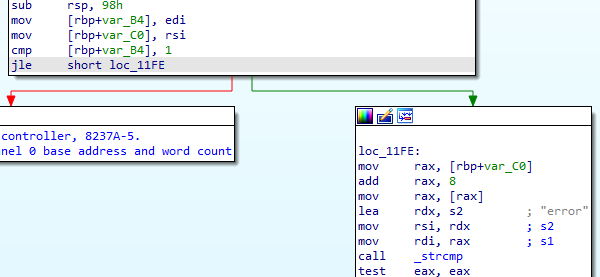 sub rsp, 98h
mov [rbp+var_B4], edi
mov [rbp+var_C0], rsi
cmp [rbp+var_B4], 1
jle short loc_11FE
controller, 8237A-5.
nel 0 base address and word count
loc_11FE:
mov rax, [rbp+var_C0]
add rax, 8
mov rax, [rax]
lea rdx, s2 ; "error"
mov rsi, rdx ; s2
mov rdi, rax ; s1
call _strcmp
test eax, eax